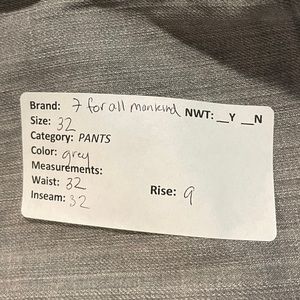 Brand: 7 for all mankind NWT: __Y __N
Size: 32
Category: PANTS
Color: grey
Measurements:
Waist: 32 Rise: 9
Inseam: 32